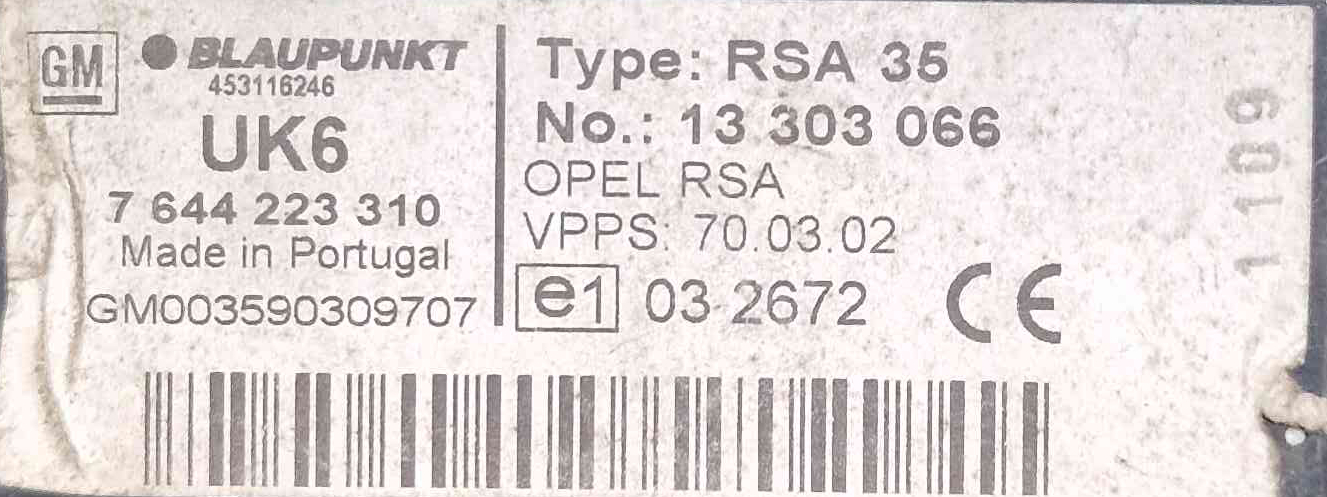 GM
BLAUPUNKT
453116246
UK6
7 644 223 310
Made in Portugal
GM003590309707
Type: RSA 35
No.: 13 303 066
OPEL RSA
VPPS: 70.03.02
e1 03 2672 CE
1109